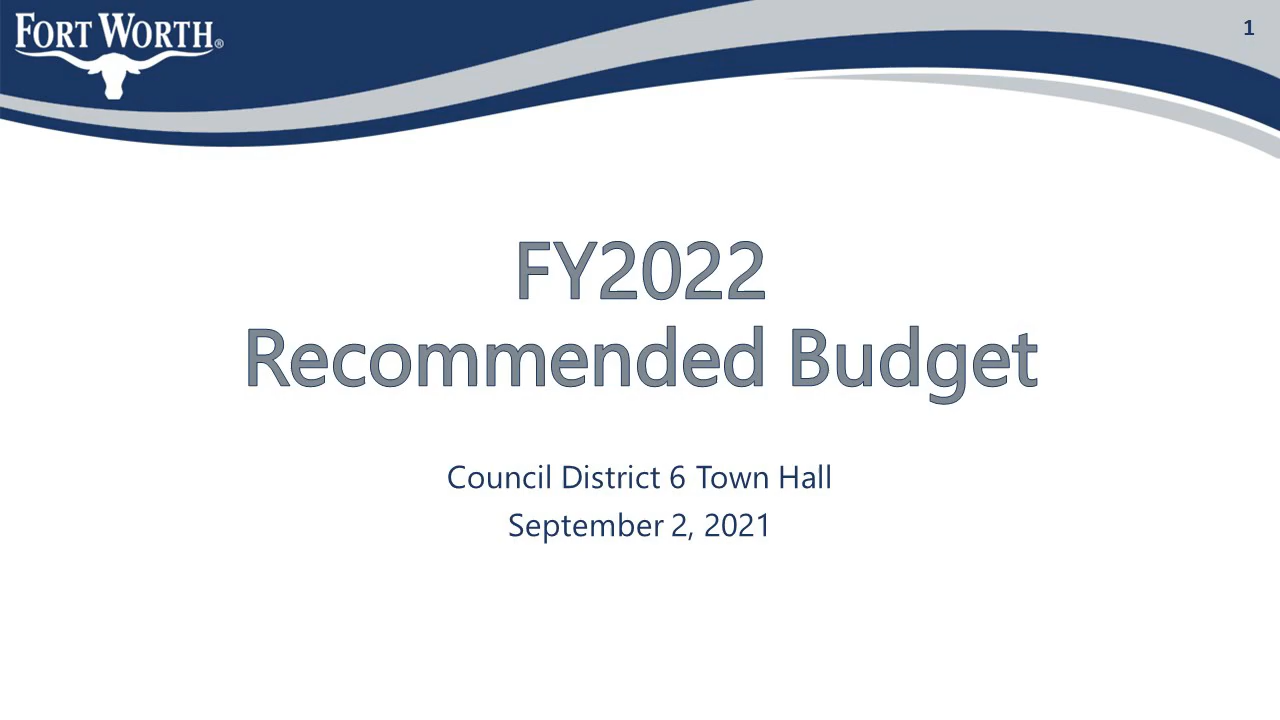 FORT WORTH®
1
FY2022
Recommended Budget
Council District 6 Town Hall
September 2, 2021